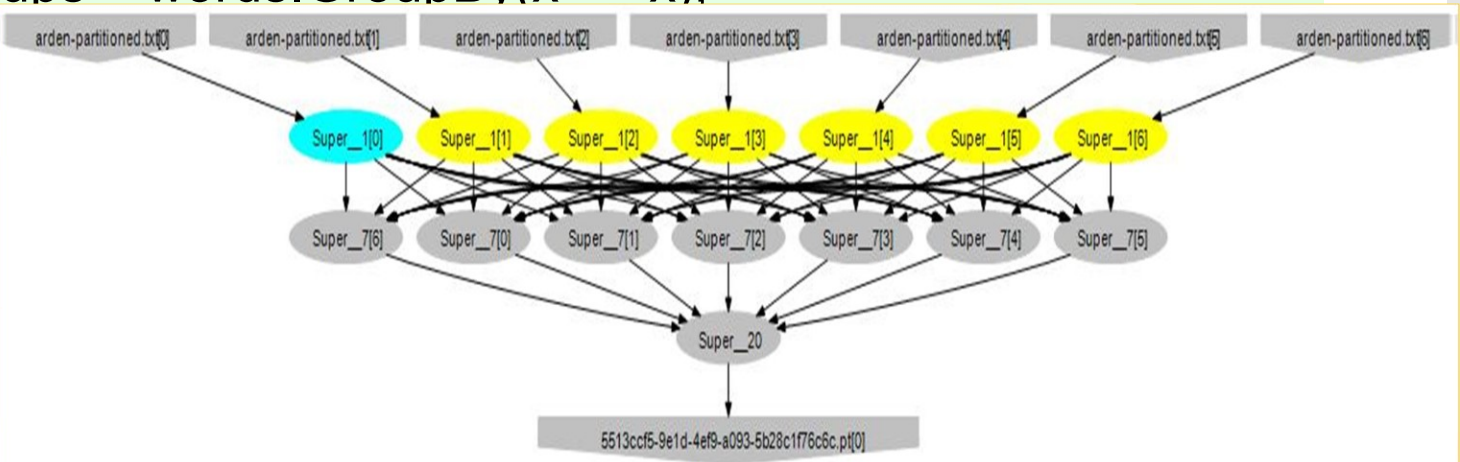 arden-partitioned.txt[0] arden-partitioned.txt[1] arden-partitioned.txt[2] arden-partitioned.txt[3] arden-partitioned.txt[4] arden-partitioned.txt[5] arden-partitioned.txt[6]
Super__1[0] Super__1[1] Super__1[2] Super__1[3] Super__1[4] Super__1[5] Super__1[6]
Super__7[6] Super__7[0] Super__7[1] Super__7[2] Super__7[3] Super__7[4] Super__7[5]
Super__20
5513ccf5-9e1d-4ef9-a093-5b28c1f76c6c.pt[0]